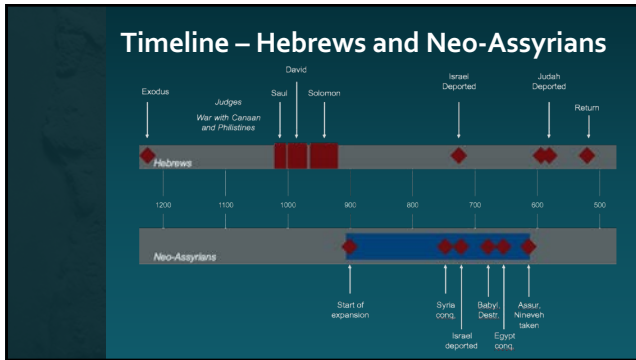 Timeline – Hebrews and Neo-Assyrians
David
Exodus
Judges
War with Canaan
and Phillistines
Saul
Solomon
Israel
Deported
Judah
Deported
Return
Hebrews
1200
1100
1000
900
800
700
600
500
Neo-Assyrians
Start of
expansion
Syria
conq.
Israel
deported
Babyl.
Destr.
Egypt
conq.
Assur,
Nineveh
taken